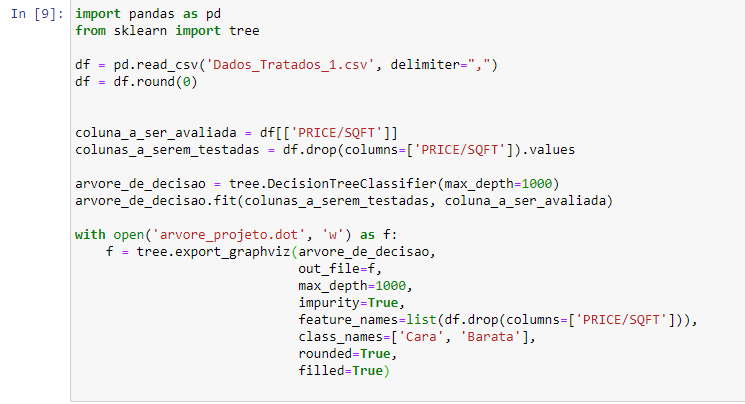 In [9]: import pandas as pd
from sklearn import tree
df = pd.read_csv('Dados_Tratados_1.csv', delimiter=",")
df = df.round(0)
coluna_a_ser_avaliada = df[['PRICE/SQFT']]
colunas_a_serem_testadas = df.drop(columns=['PRICE/SQFT']).values
arvore_de_decisao = tree.DecisionTreeClassifier(max_depth=1000)
arvore_de_decisao.fit(colunas_a_serem_testadas, coluna_a_ser_avaliada)
with open('arvore_projeto.dot', 'w') as f:
    f = tree.export_graphviz(arvore_de_decisao,
                             out_file=f,
                             max_depth=1000,
                             impurity=True,
                             feature_names=list(df.drop(columns=['PRICE/SQFT'])),
                             class_names=['Cara', 'Barata'],
                             rounded=True,
                             filled=True)